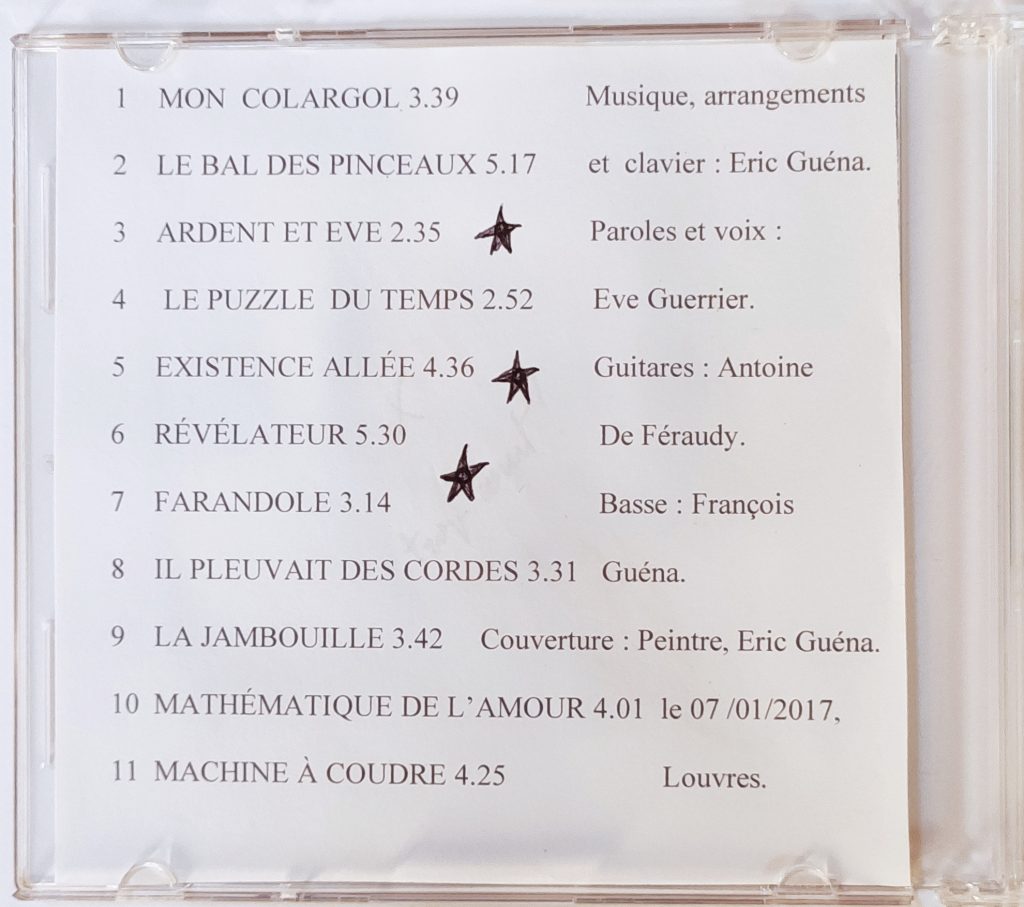 1 MON COLARGOL 3.39 Musique, arrangements
2 LE BAL DES PINÇEAUX 5.17 et clavier : Eric Guéna.
3 ARDENT ET EVE 2.35 Paroles et voix :
4 LE PUZZLE DU TEMPS 2.52 Eve Guerrier.
5 EXISTENCE ALLÉE 4.36 Guitares : Antoine
6 RÉVÉLATEUR 5.30 De Féraudy.
7 FARANDOLE 3.14 Basse : François
8 IL PLEUVAIT DES CORDES 3.31 Guéna.
9 LA JAMBOUILLE 3.42 Couverture : Peintre, Eric Guéna.
10 MATHÉMATIQUE DE L’AMOUR 4.01 le 07 /01/2017,
11 MACHINE À COUDRE 4.25 Louvres.